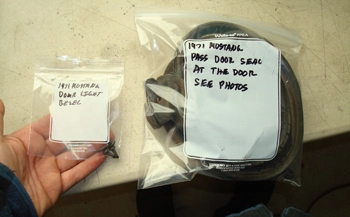 1971 MUSTANG
DOOR LIGHT
BEZEL
1971 MUSTANG
PASS DOOR SEAL
AT THE DOOR
SEE PHOTOS